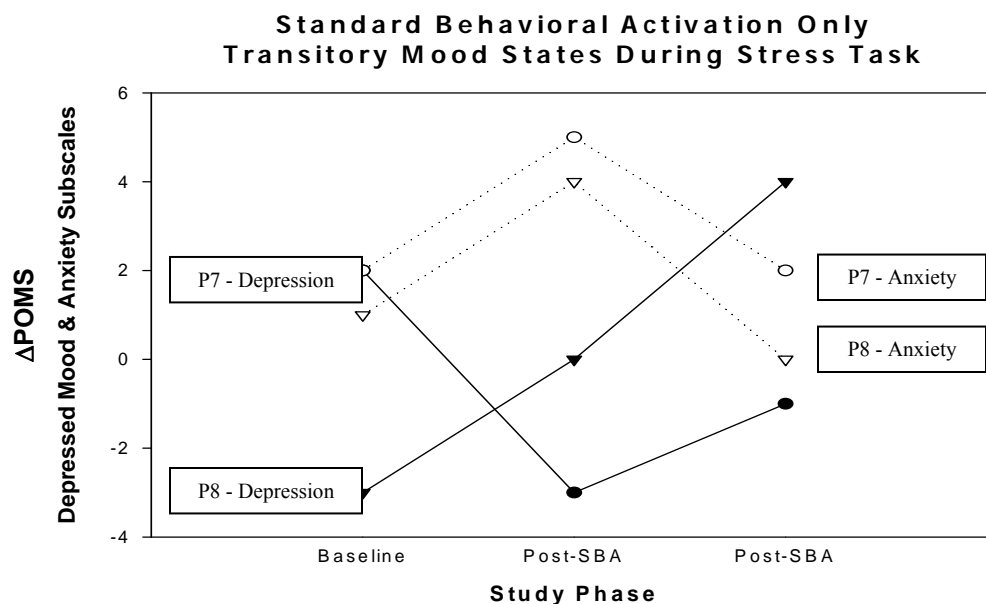 Standard Behavioral Activation Only
Transitory Mood States During Stress Task
ΔPOMS
Depressed Mood & Anxiety Subscales
6
4
2
0
-2
-4
P7 - Depression
P8 - Depression
P7 - Anxiety
P8 - Anxiety
Baseline
Post-SBA
Post-SBA
Study Phase